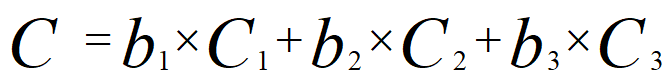 C = b₁×C₁+b₂×C₂+b₃×C₃